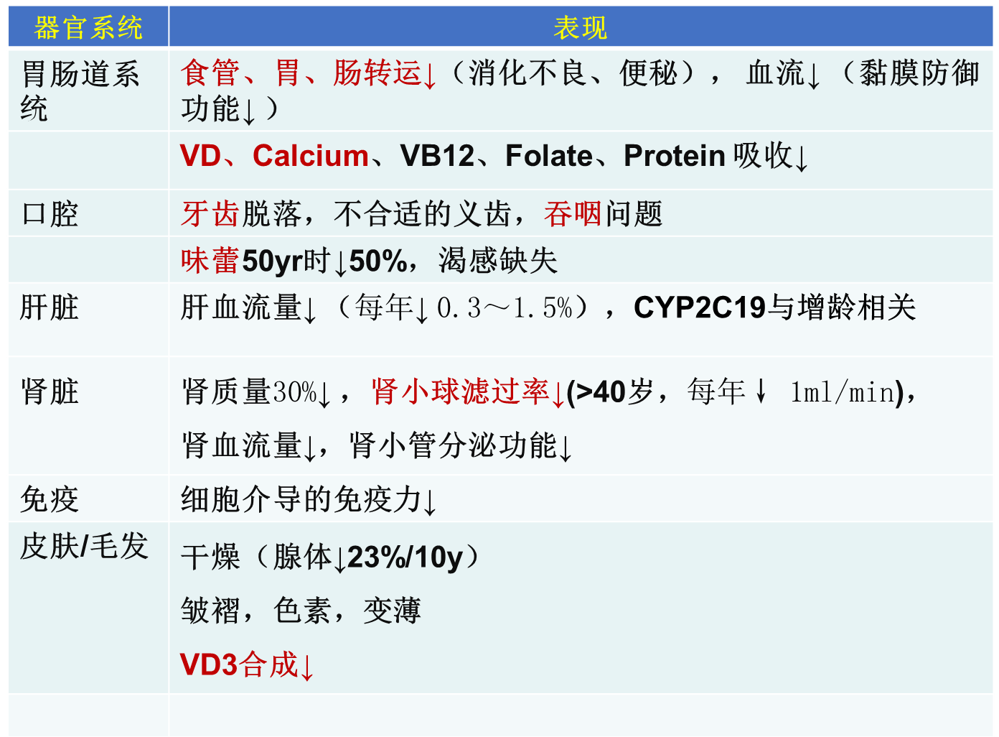 器官系统 表现
胃肠道系 食管、胃、肠转运↓（消化不良、便秘），血流↓（黏膜防御
统 功能↓）
VD、Calcium、VB12、Folate、Protein 吸收↓
口腔 牙齿脱落，不合适的义齿，吞咽问题
味蕾50yr时↓50%，渴感缺失
肝脏 肝血流量↓（每年↓0.3～1.5%），CYP2C19与增龄相关
肾脏 肾质量30%↓，肾小球滤过率↓(>40岁，每年↓ 1ml/min)，
肾血流量↓，肾小管分泌功能↓
免疫 细胞介导的免疫力↓
皮肤/毛发 干燥（腺体↓23%/10y）
皱褶，色素，变薄
VD3合成↓